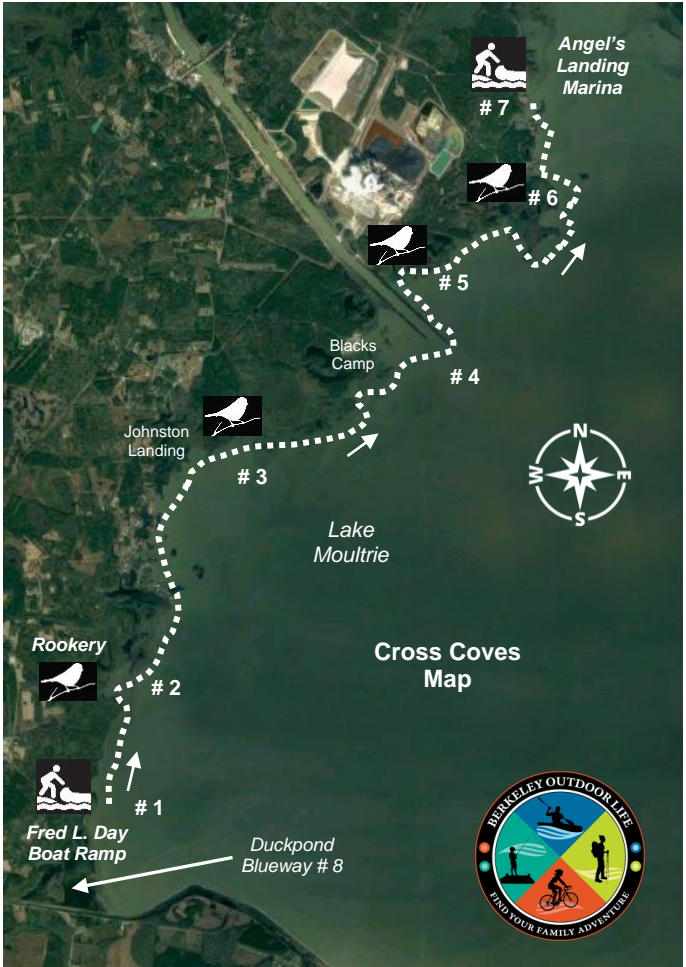 Angel's
Landing
Marina
# 7
# 6
# 5
Blacks
Camp
# 4
Johnston
Landing
# 3
N
W
E
S
Lake
Moultrie
Rookery
Cross Coves
Map
# 2
# 1
Fred L. Day
Boat Ramp
Duckpond
Blueway # 8
BERKELEY OUTDOOR LIFE
FIND YOUR FAMILY ADVENTURE